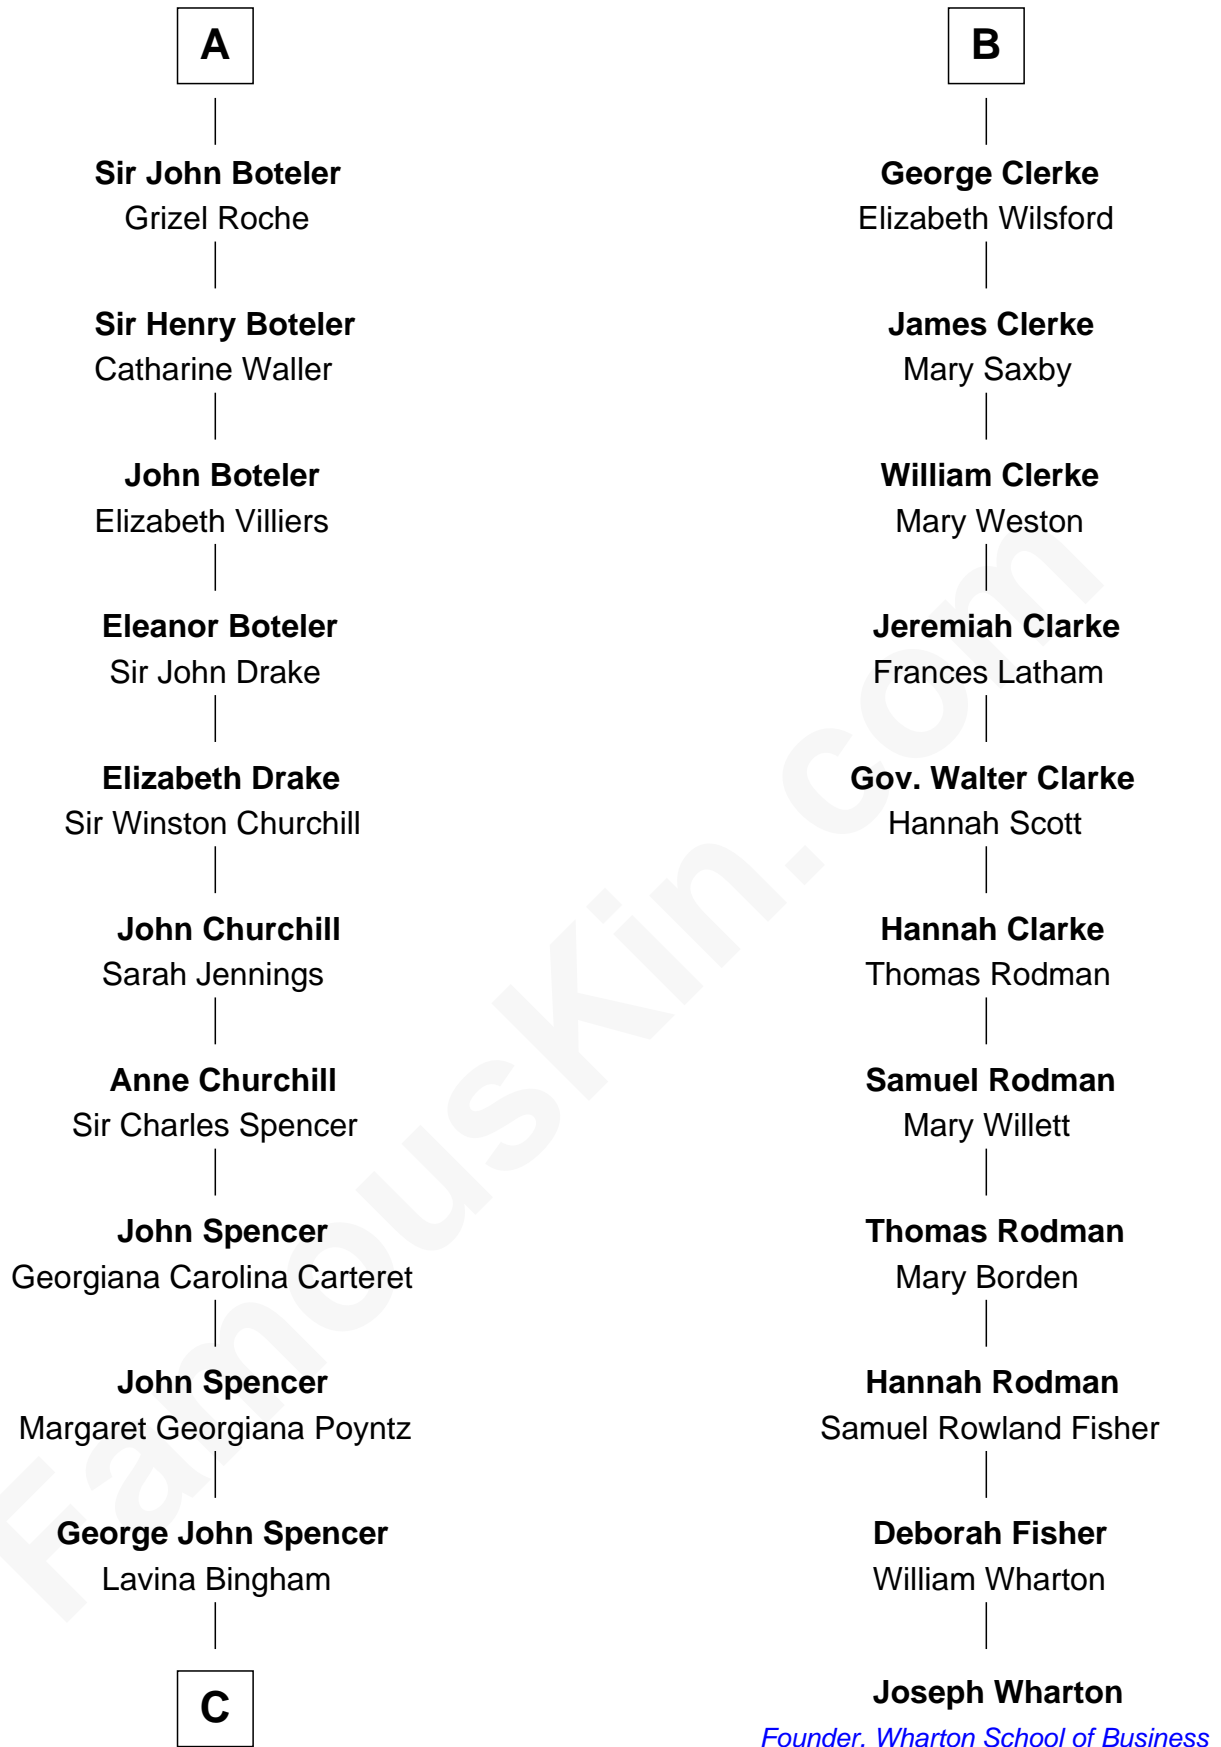 A
Sir John Boteler
Grizel Roche
Sir Henry Boteler
Catharine Waller
John Boteler
Elizabeth Villiers
Eleanor Boteler
Sir John Drake
Elizabeth Drake
Sir Winston Churchill
John Churchill
Sarah Jennings
Anne Churchill
Sir Charles Spencer
John Spencer
Georgiana Carolina Carteret
John Spencer
Margaret Georgiana Poyntz
George John Spencer
Lavina Bingham
C
B
George Clerke
Elizabeth Wilsford
James Clerke
Mary Saxby
William Clerke
Mary Weston
Jeremiah Clarke
Frances Latham
Gov. Walter Clarke
Hannah Scott
Hannah Clarke
Thomas Rodman
Samuel Rodman
Mary Willett
Thomas Rodman
Mary Borden
Hannah Rodman
Samuel Rowland Fisher
Deborah Fisher
William Wharton
Joseph Wharton
Founder, Wharton School of Business
FamousKin.com